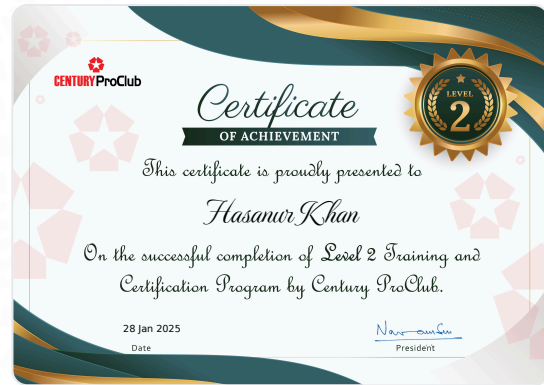 CENTURY ProClub
Certificate
OF ACHIEVEMENT
LEVEL
2
This certificate is proudly presented to
Hasanur Khan
On the successful completion of Level 2 Training and
Certification Program by Century ProClub.
28 Jan 2025
Date
President